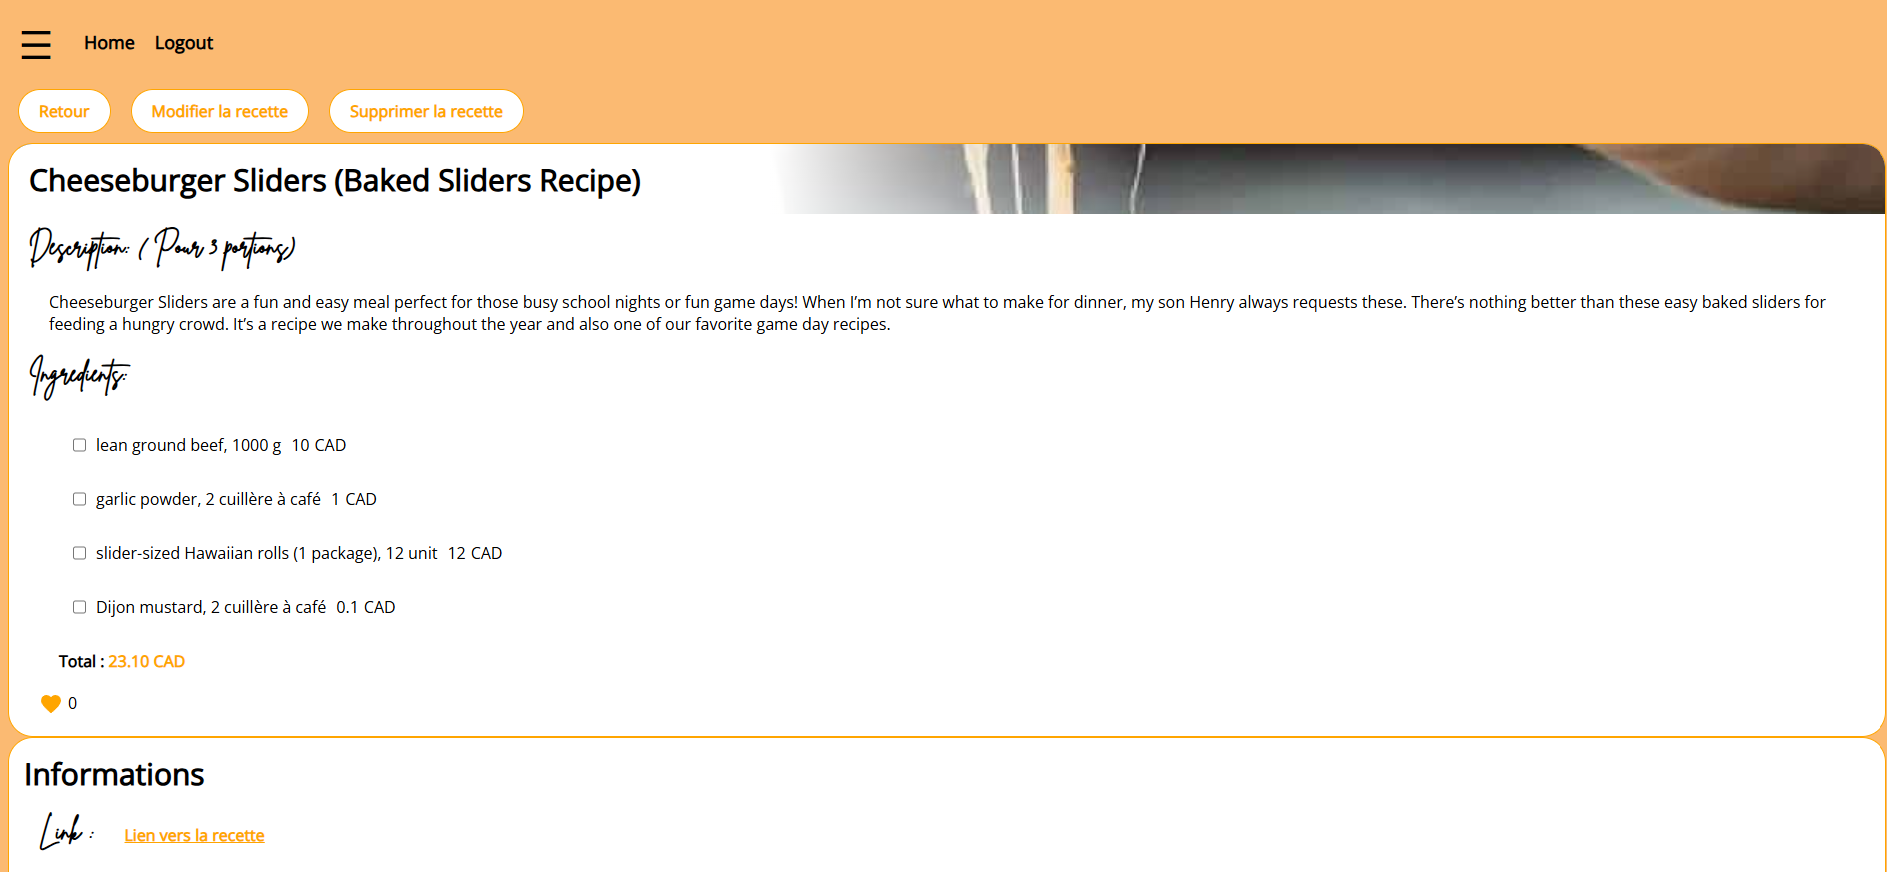 ☰ Home Logout
Retour Modifier la recette Supprimer la recette
Cheeseburger Sliders (Baked Sliders Recipe)
Description: ( Pour 3 portions)
Cheeseburger Sliders are a fun and easy meal perfect for those busy school nights or fun game days! When I’m not sure what to make for dinner, my son Henry always requests these. There’s nothing better than these easy baked sliders for
feeding a hungry crowd. It’s a recipe we make throughout the year and also one of our favorite game day recipes.
Ingredients:
lean ground beef, 1000 g 10 CAD
garlic powder, 2 cuillère à café 1 CAD
slider-sized Hawaiian rolls (1 package), 12 unit 12 CAD
Dijon mustard, 2 cuillère à café 0.1 CAD
Total : 23.10 CAD
0
Informations
Link : Lien vers la recette